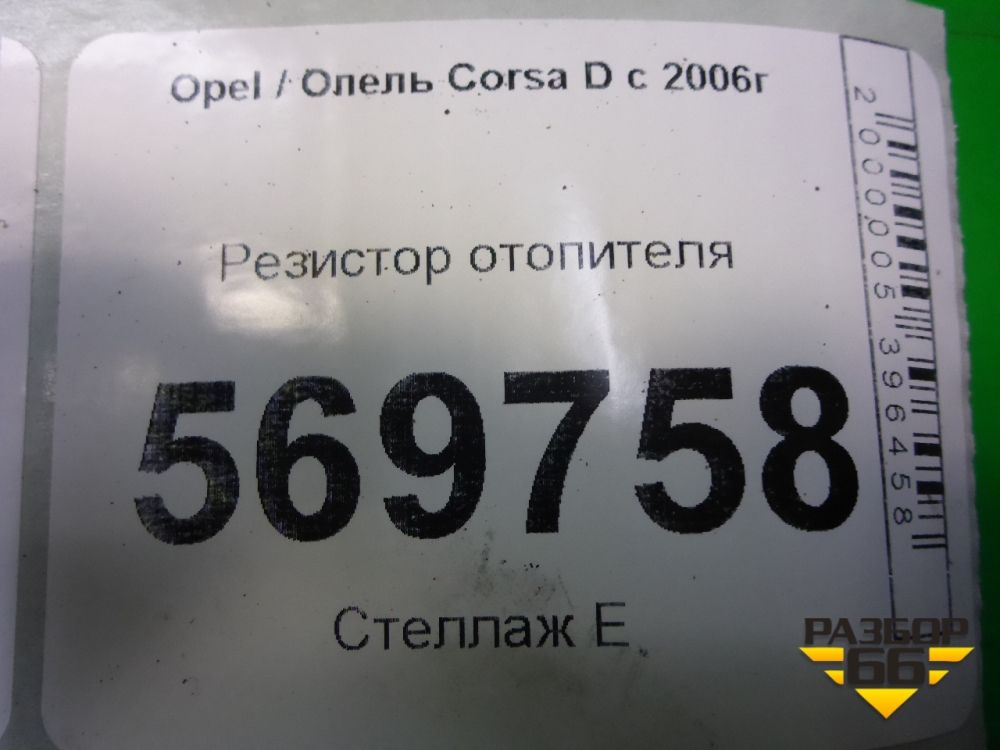 Opel / Опель Corsa D с 2006г
Резистор отопителя
569758
Стеллаж Е
2000005396458
РАЗБОР
66